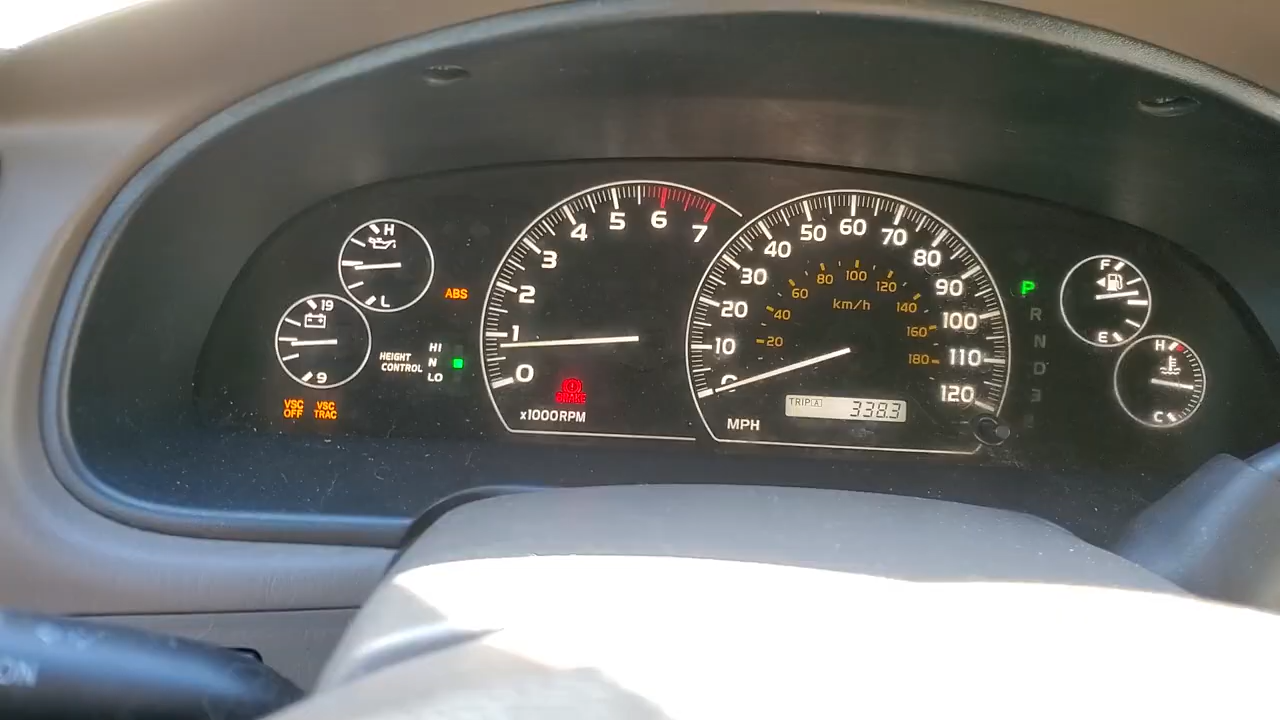 H
L
19
9
ABS
HEIGHT
CONTROL
HI
N
LO
VSC
OFF
VSC
TRAC
0
1
2
3
4
5
6
7
BRAKE
x1000RPM
0
10
20
30
40
50
60
70
80
90
100
110
120
20
40
60
80
100
120
140
160
180
km/h
MPH
TRIP A 338.3
P
R
N
D
3
F
E
H
C